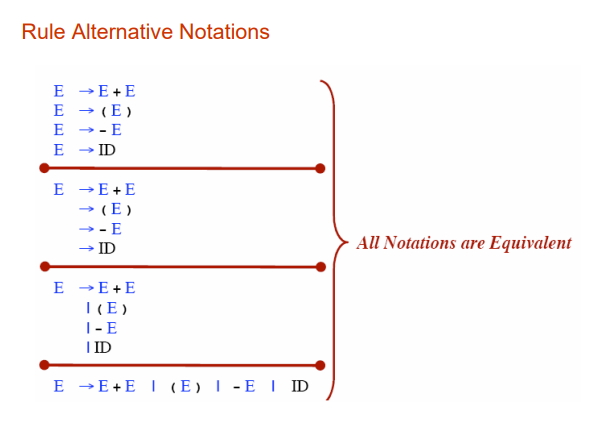 Rule Alternative Notations
E → E + E
E → ( E )
E → - E
E → ID
E → E + E
→ ( E )
→ - E
→ ID
All Notations are Equivalent
E → E + E
| ( E )
| - E
| ID
E → E + E | ( E ) | - E | ID